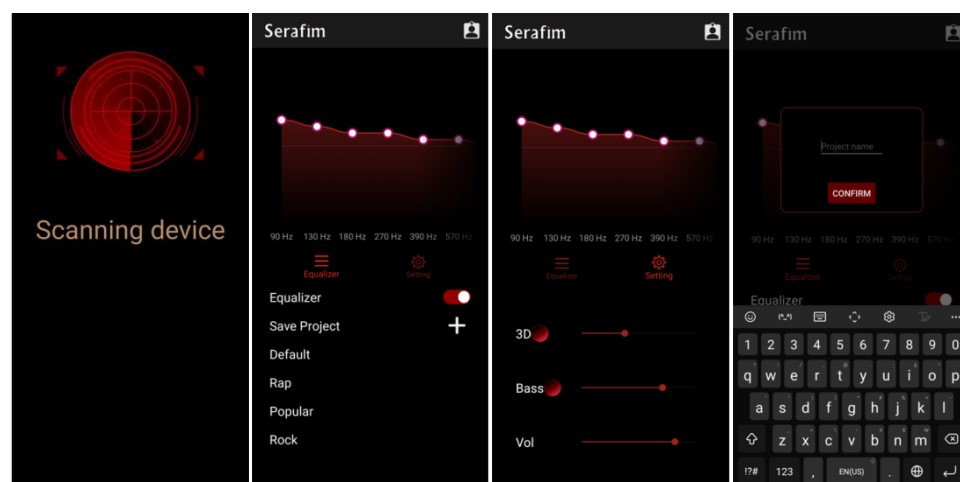 Scanning device
Serafim
90 Hz 130 Hz 180 Hz 270 Hz 390 Hz 570 Hz
Equalizer Setting
Equalizer
Save Project
Default
Rap
Popular
Rock
Serafim
90 Hz 130 Hz 180 Hz 270 Hz 390 Hz 570 Hz
Equalizer Setting
3D
Bass
Vol
Serafim
Project name
CONFIRM
90 Hz 130 Hz 180 Hz 270 Hz 390 Hz 570 Hz
Equalizer Setting
Equalizer
1 2 3 4 5 6 7 8 9 0
q w e r t y u i o p
a s d f g h j k l
z x c v b n m
!?# 123 , EN(US) .